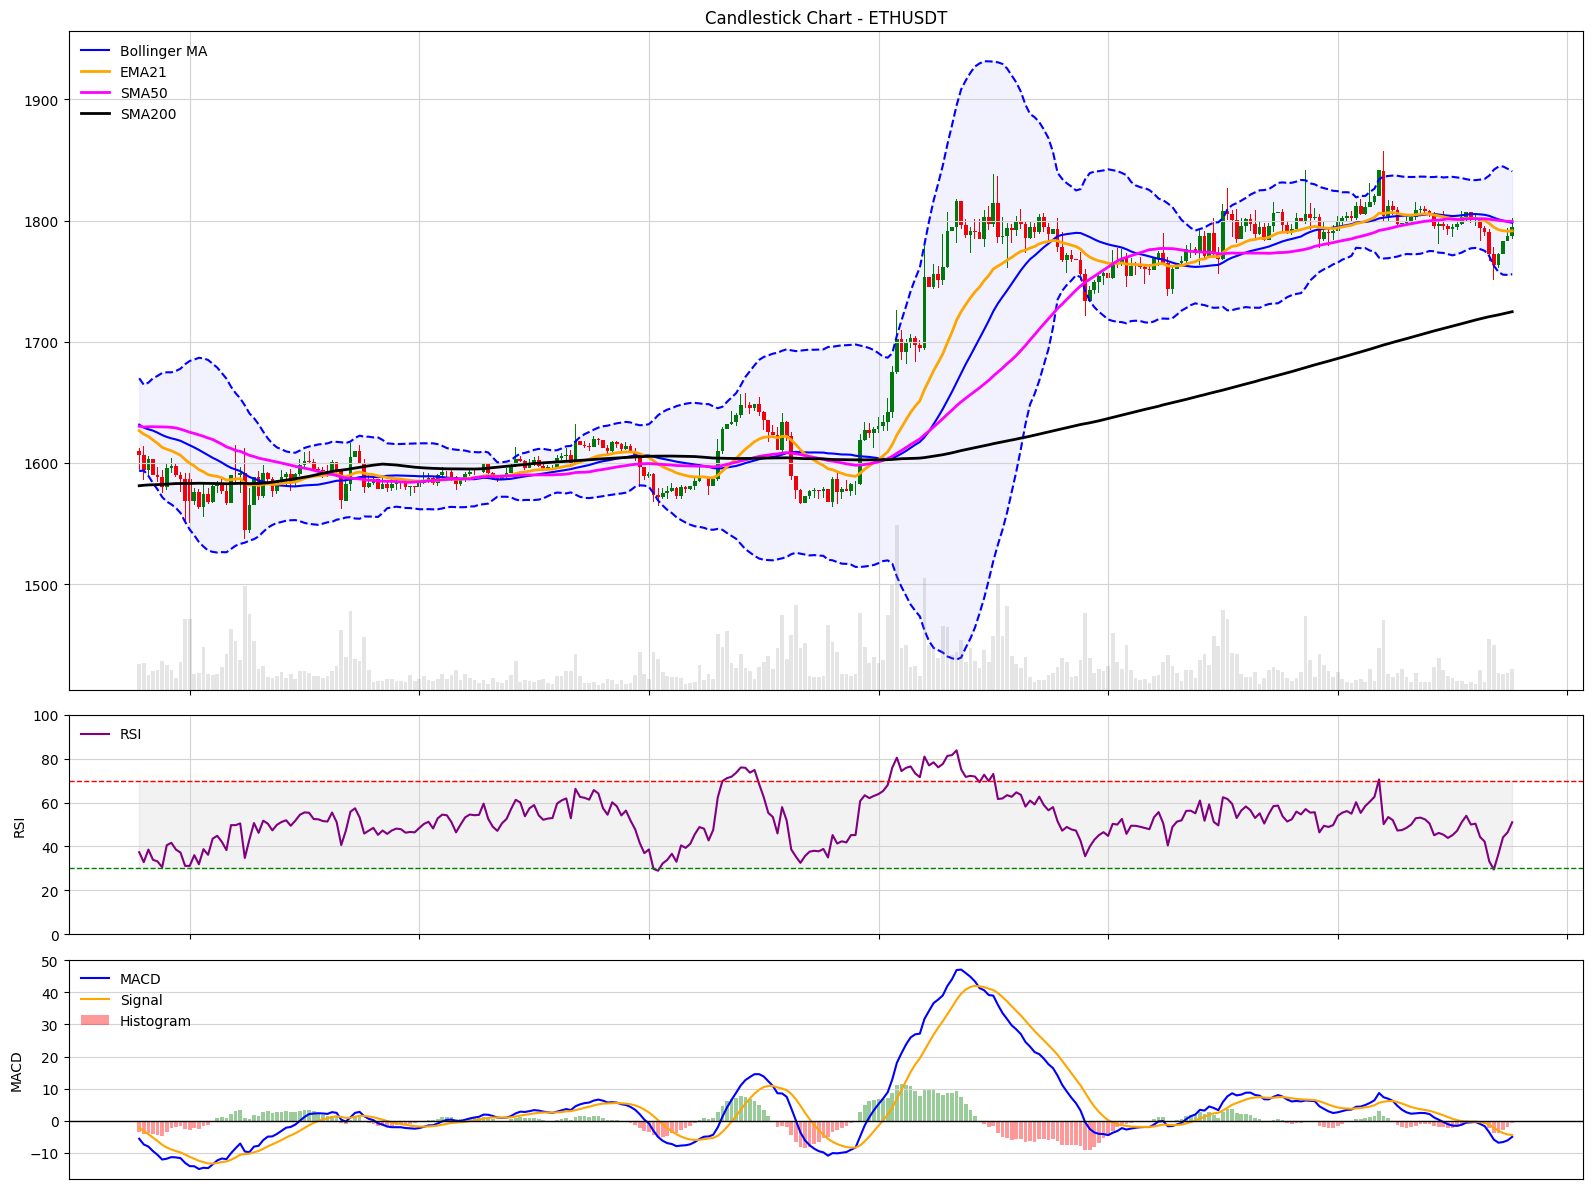 Candlestick Chart - ETHUSDT
Bollinger MA
EMA21
SMA50
SMA200
1900
1800
1700
1600
1500
RSI
100
80
60
40
20
0
RSI
MACD
Signal
Histogram
50
40
30
20
10
0
−10
MACD